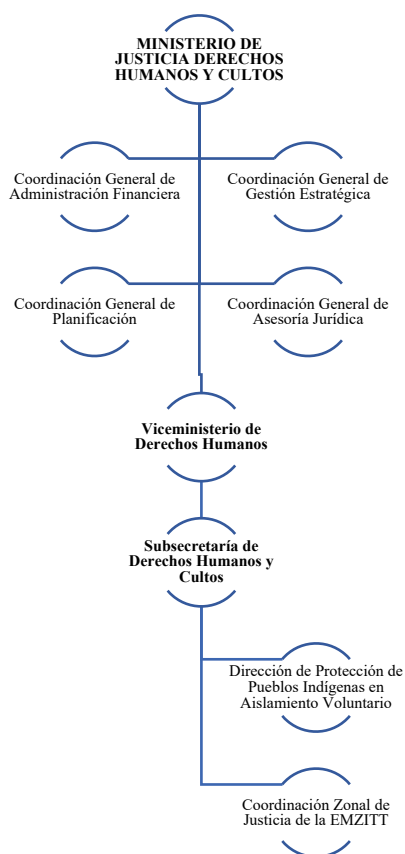 MINISTERIO DE
JUSTICIA DERECHOS
HUMANOS Y CULTOS
Coordinación General de
Administración Financiera
Coordinación General de
Gestión Estratégica
Coordinación General de
Planificación
Coordinación General de
Asesoría Jurídica
Viceministerio de
Derechos Humanos
Subsecretaría de
Derechos Humanos y
Cultos
Dirección de Protección de
Pueblos Indígenas en
Aislamiento Voluntario
Coordinación Zonal de
Justicia de la EMZITT